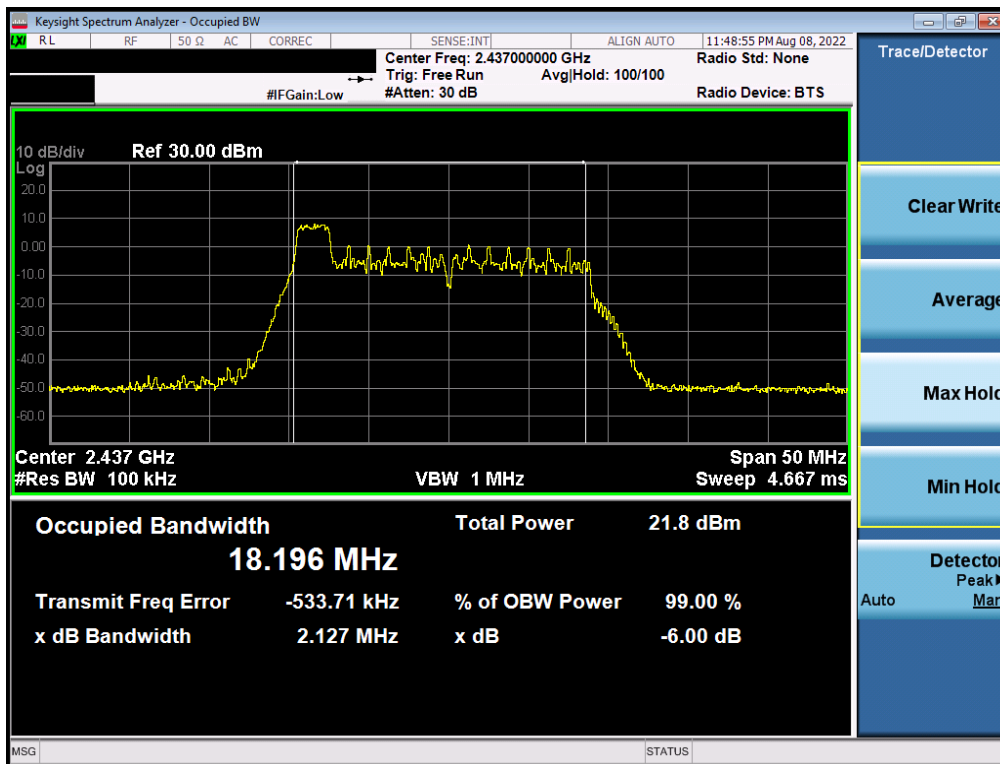 Keysight Spectrum Analyzer - Occupied BW
LXI RL RF 50 Ω AC CORREC SENSE:INT ALIGN AUTO 11:48:55 PM Aug 08, 2022
Center Freq: 2.437000000 GHz Radio Std: None
Trig: Free Run Avg|Hold: 100/100
#IFGain:Low #Atten: 30 dB Radio Device: BTS
Trace/Detector
10 dB/div Ref 30.00 dBm
Log
20.0
10.0
0.00
-10.0
-20.0
-30.0
-40.0
-50.0
-60.0
Center 2.437 GHz Span 50 MHz
#Res BW 100 kHz VBW 1 MHz Sweep 4.667 ms
Occupied Bandwidth Total Power 21.8 dBm
18.196 MHz
Transmit Freq Error -533.71 kHz % of OBW Power 99.00 %
x dB Bandwidth 2.127 MHz x dB -6.00 dB
Clear Write
Average
Max Hold
Min Hold
Detector
Peak
Auto Man
MSG STATUS